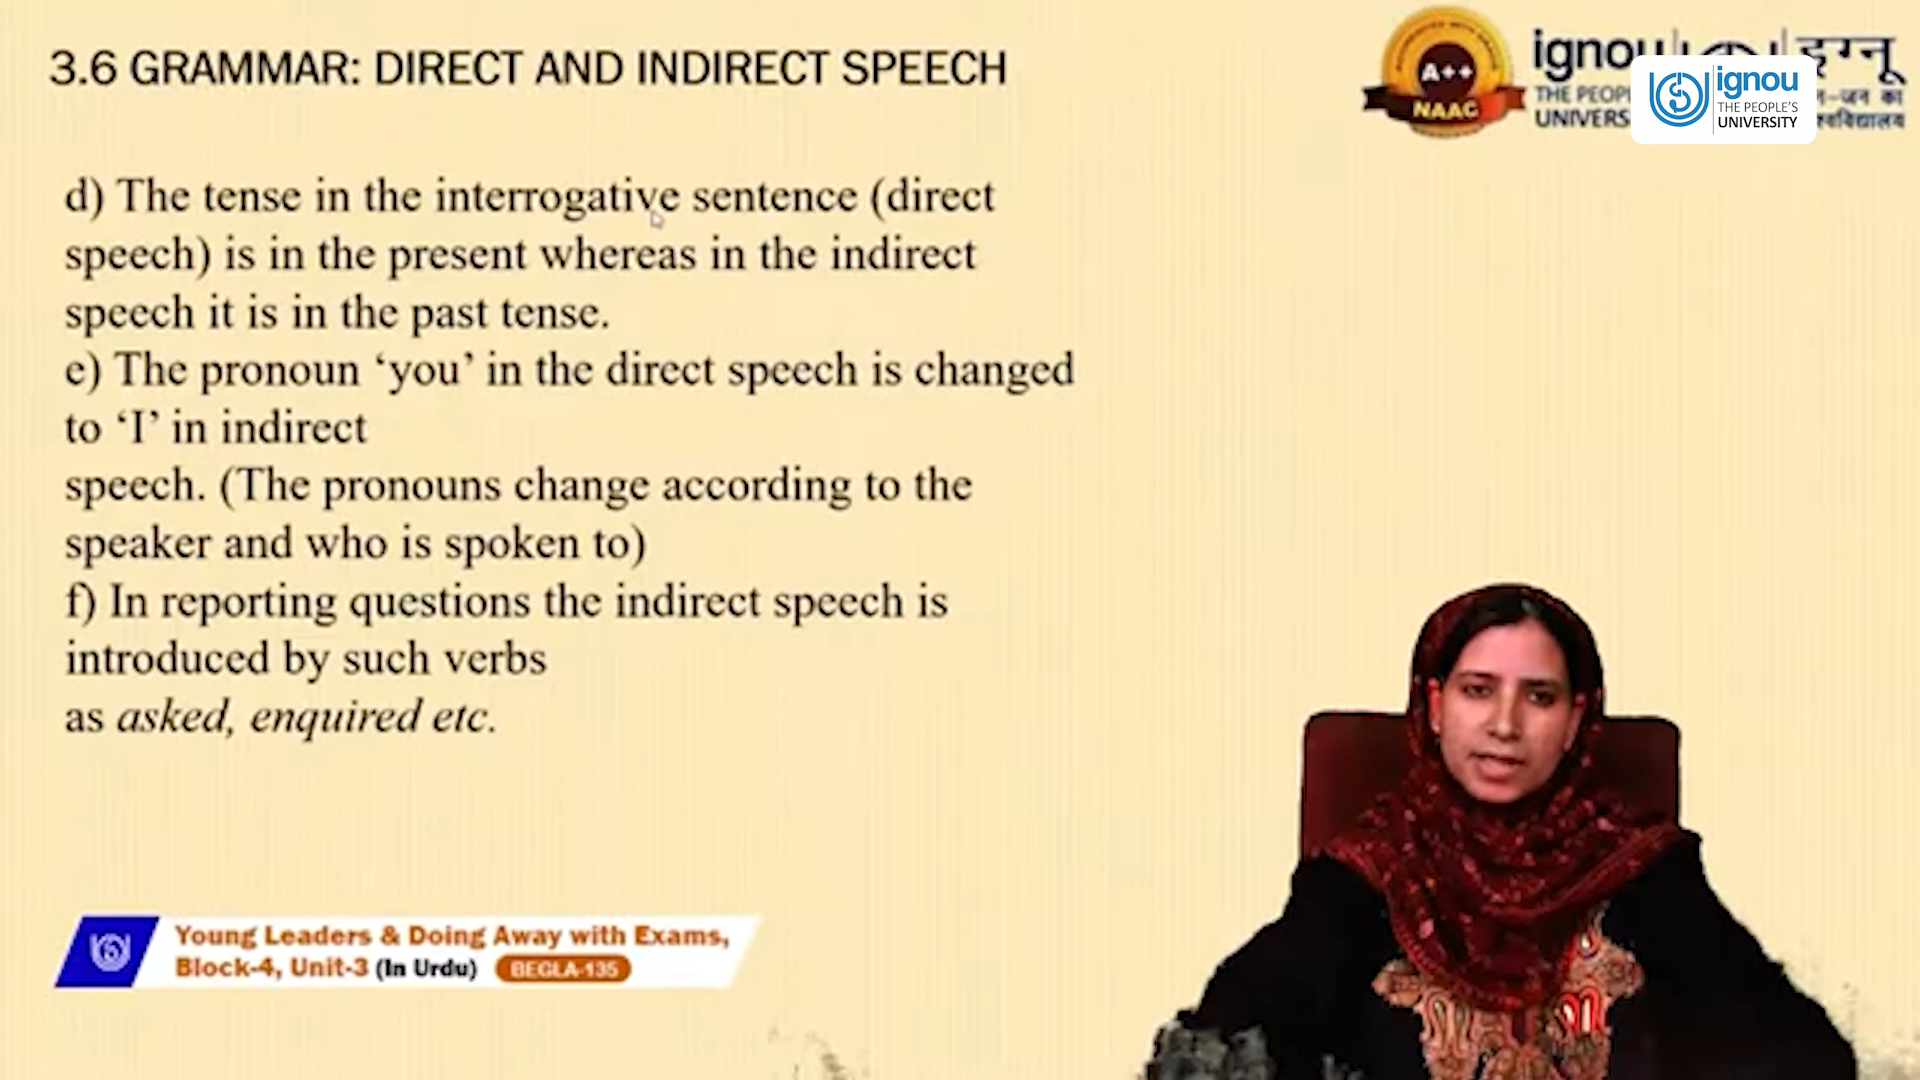 3.6 GRAMMAR: DIRECT AND INDIRECT SPEECH
A++
NAAC
ignou
THE PEOPLE'S
UNIVERSITY
इग्नू
d) The tense in the interrogative sentence (direct
speech) is in the present whereas in the indirect
speech it is in the past tense.
e) The pronoun ‘you’ in the direct speech is changed
to ‘I’ in indirect
speech. (The pronouns change according to the
speaker and who is spoken to)
f) In reporting questions the indirect speech is
introduced by such verbs
as asked, enquired etc.
Young Leaders & Doing Away with Exams,
Block-4, Unit-3 (In Urdu) BEGLA-135